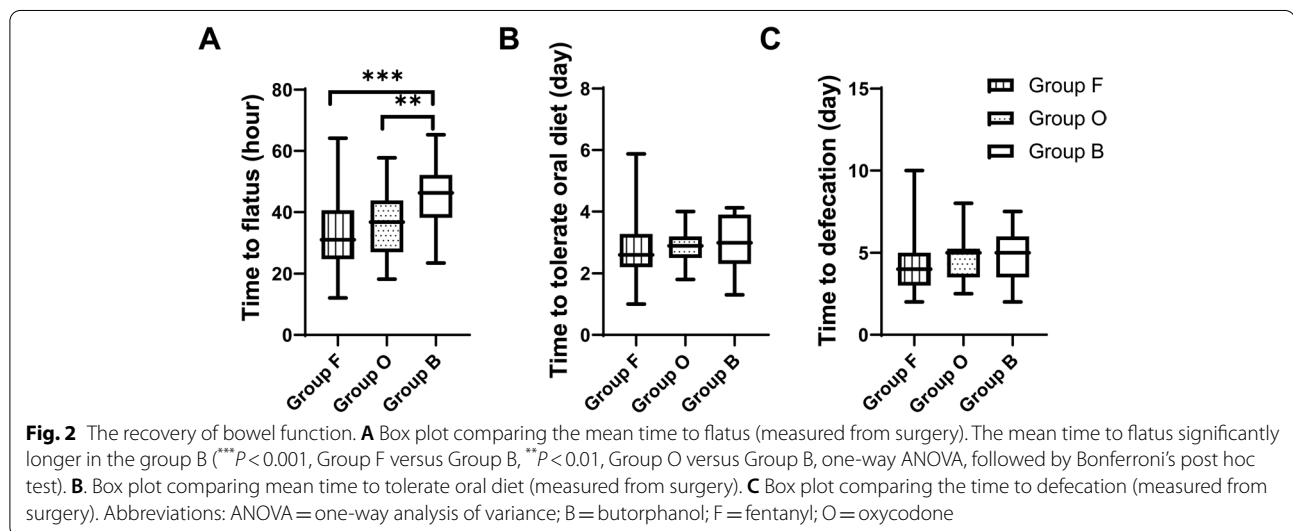 A
B
C
Time to flatus (hour)
80
60
40
20
0
***
**
Group F
Group O
Group B
Time to tolerate oral diet (day)
8
6
4
2
0
Group F
Group O
Group B
Time to defecation (day)
15
10
5
0
Group F
Group O
Group B
Group F
Group O
Group B
Fig. 2 The recovery of bowel function. A Box plot comparing the mean time to flatus (measured from surgery). The mean time to flatus significantly
longer in the group B (***P < 0.001, Group F versus Group B, **P < 0.01, Group O versus Group B, one-way ANOVA, followed by Bonferroni's post hoc
test). B. Box plot comparing mean time to tolerate oral diet (measured from surgery). C Box plot comparing the time to defecation (measured from
surgery). Abbreviations: ANOVA = one-way analysis of variance; B = butorphanol; F = fentanyl; O = oxycodone